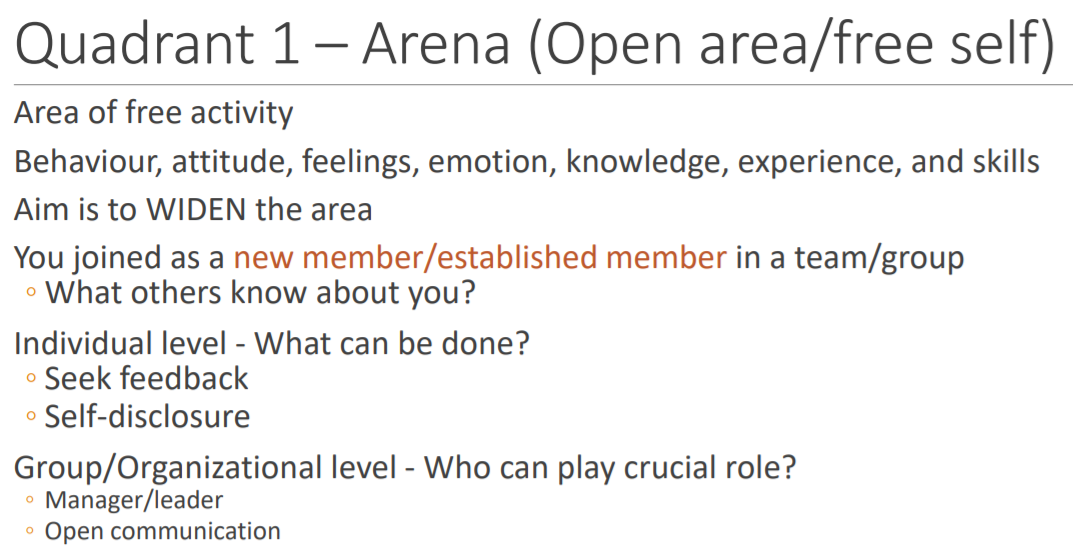 Quadrant 1 – Arena (Open area/free self)
Area of free activity
Behaviour, attitude, feelings, emotion, knowledge, experience, and skills
Aim is to WIDEN the area
You joined as a new member/established member in a team/group
◦ What others know about you?
Individual level - What can be done?
◦ Seek feedback
◦ Self-disclosure
Group/Organizational level - Who can play crucial role?
◦ Manager/leader
◦ Open communication